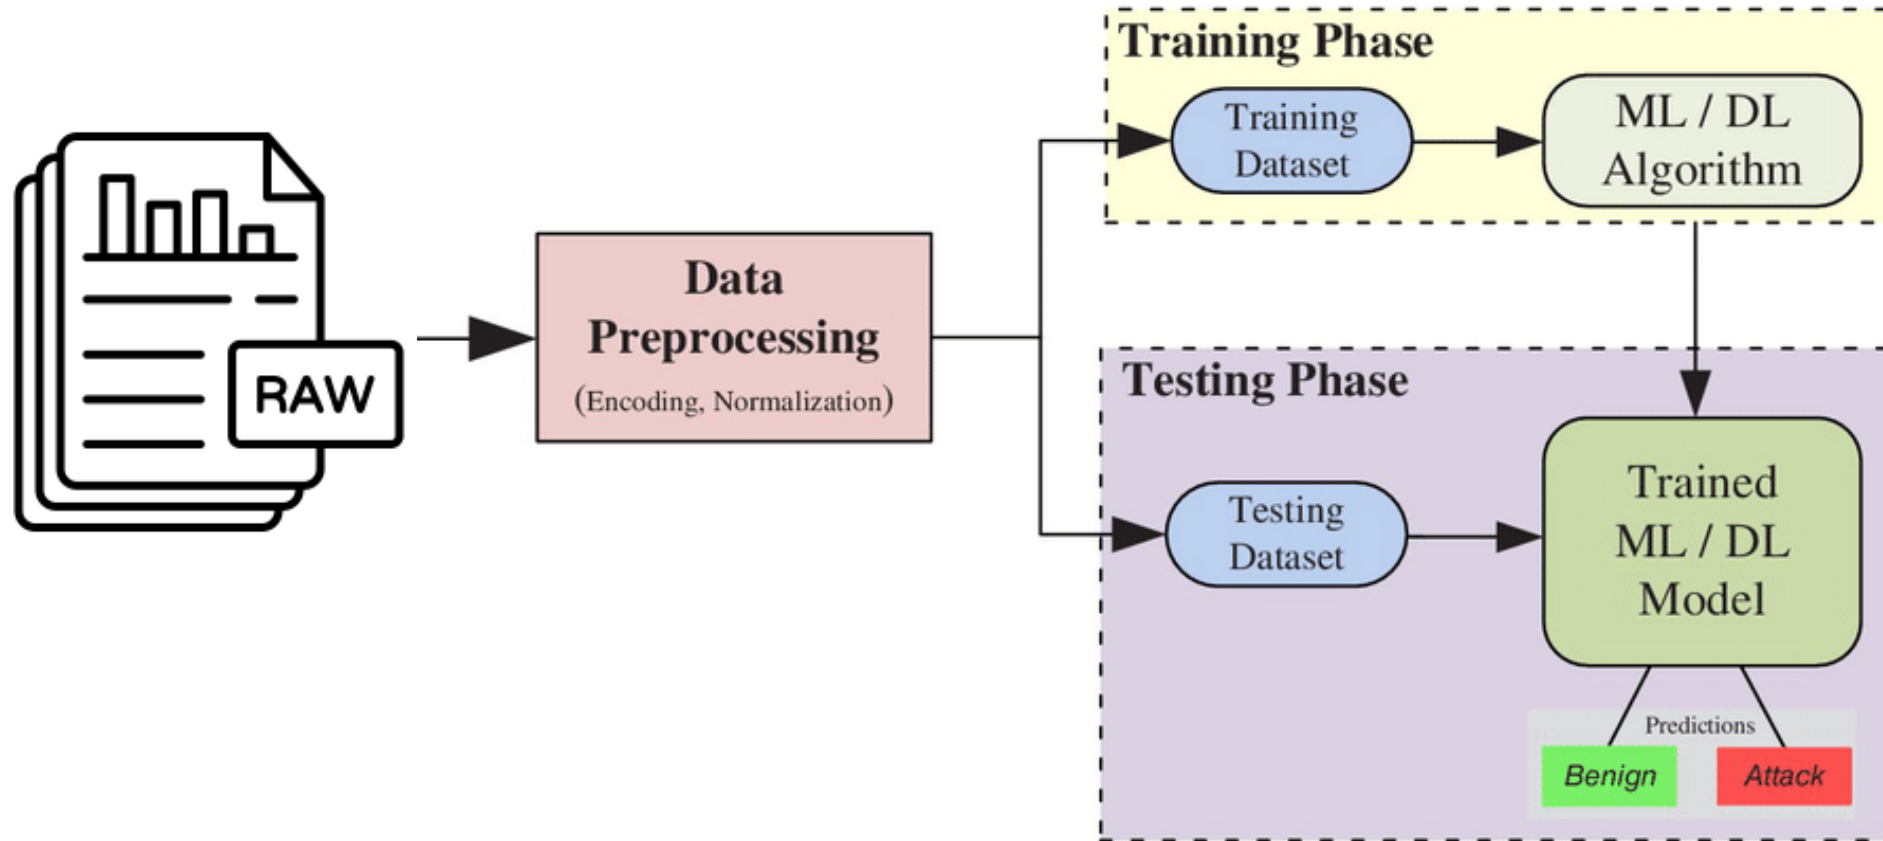 RAW
Data
Preprocessing
(Encoding, Normalization)
Training Phase
Training
Dataset
ML / DL
Algorithm
Testing Phase
Testing
Dataset
Trained
ML / DL
Model
Predictions
Benign
Attack